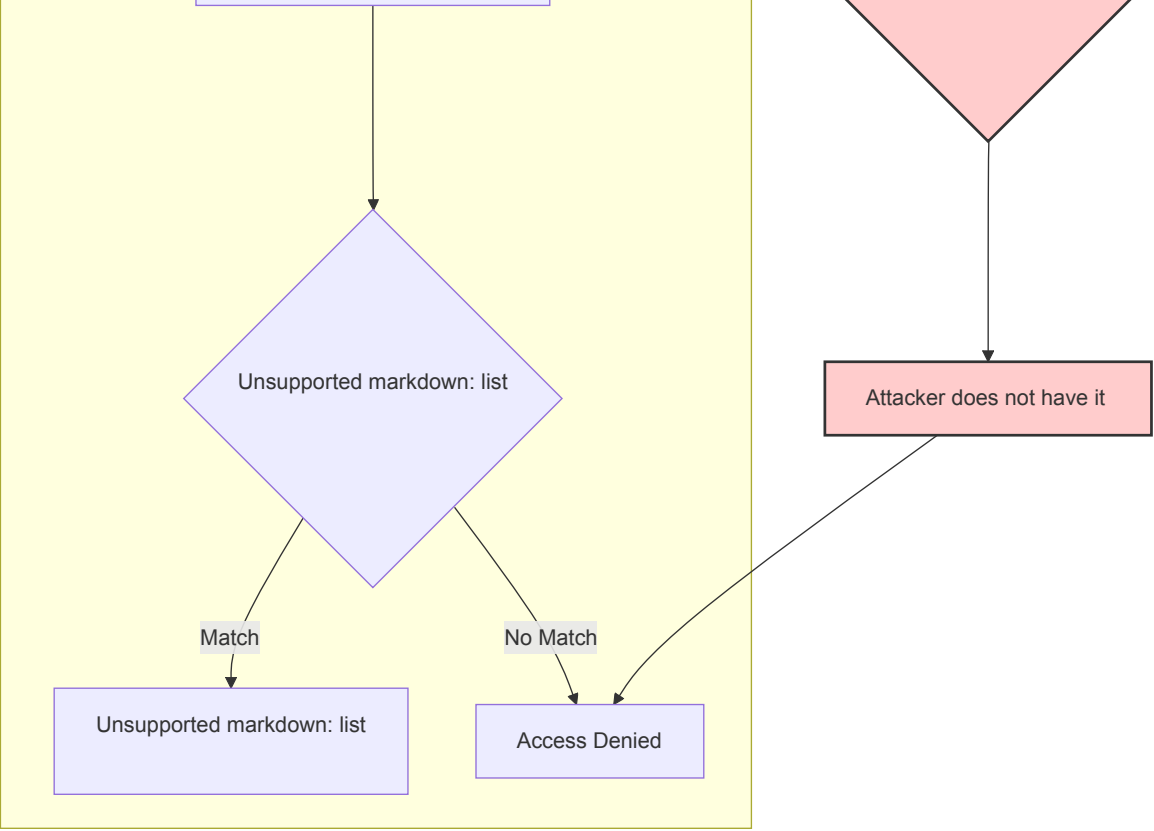 Unsupported markdown: list
Attacker does not have it
Match
No Match
Unsupported markdown: list
Access Denied